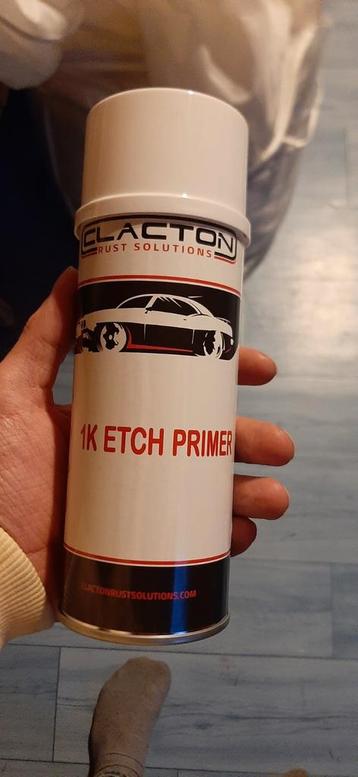 CLACTON
RUST SOLUTIONS
1K ETCH PRIMER
CLACTONRUSTSOLUTIONS.COM